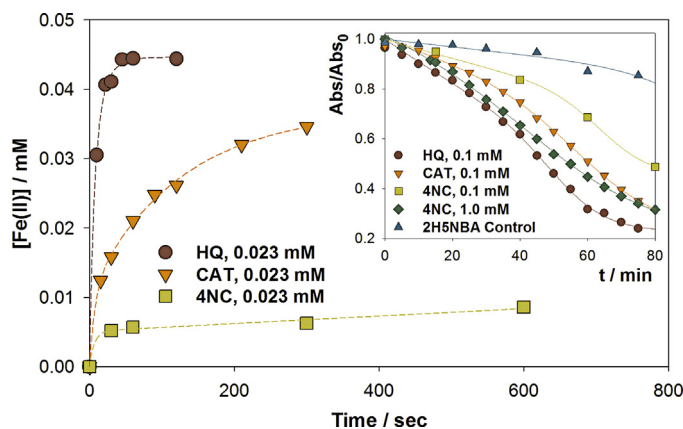 0.05
0.04
0.03
0.02
0.01
0.00
[Fe(II)] / mM
0
200
400
600
800
Time / sec
HQ, 0.023 mM
CAT, 0.023 mM
4NC, 0.023 mM
1.0
0.8
0.6
0.4
0.2
Abs/Abs0
HQ, 0.1 mM
CAT, 0.1 mM
4NC, 0.1 mM
4NC, 1.0 mM
2H5NBA Control
0
20
40
60
80
t / min